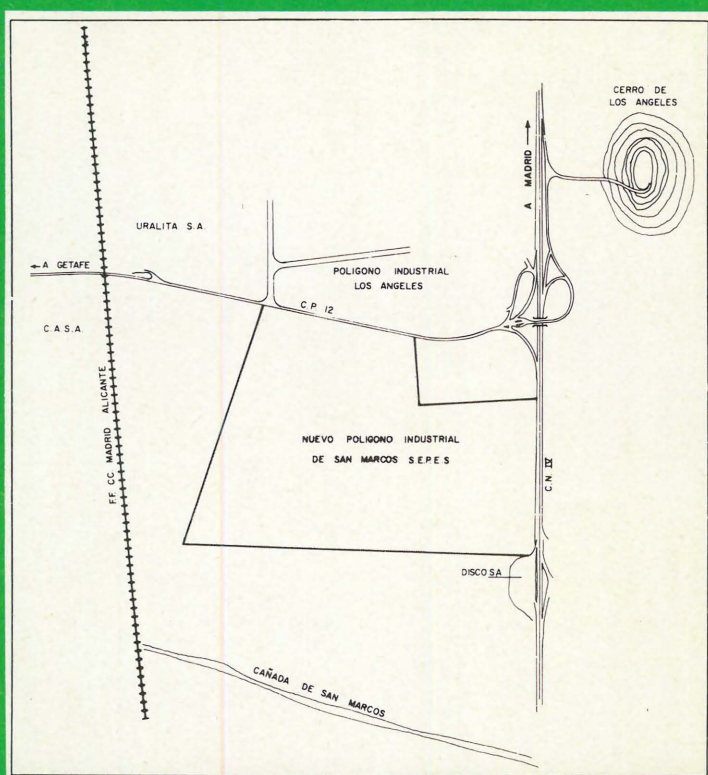 CERRO DE
LOS ANGELES
A MADRID
URALITA S.A.
A GETAFE
POLIGONO INDUSTRIAL
LOS ANGELES
C.P. 12
C.A.S.A.
F.F. CC MADRID ALICANTE
NUEVO POLIGONO INDUSTRIAL
DE SAN MARCOS S.E.P.E.S
C.N. IV
DISCO S.A.
CAÑADA DE SAN MARCOS